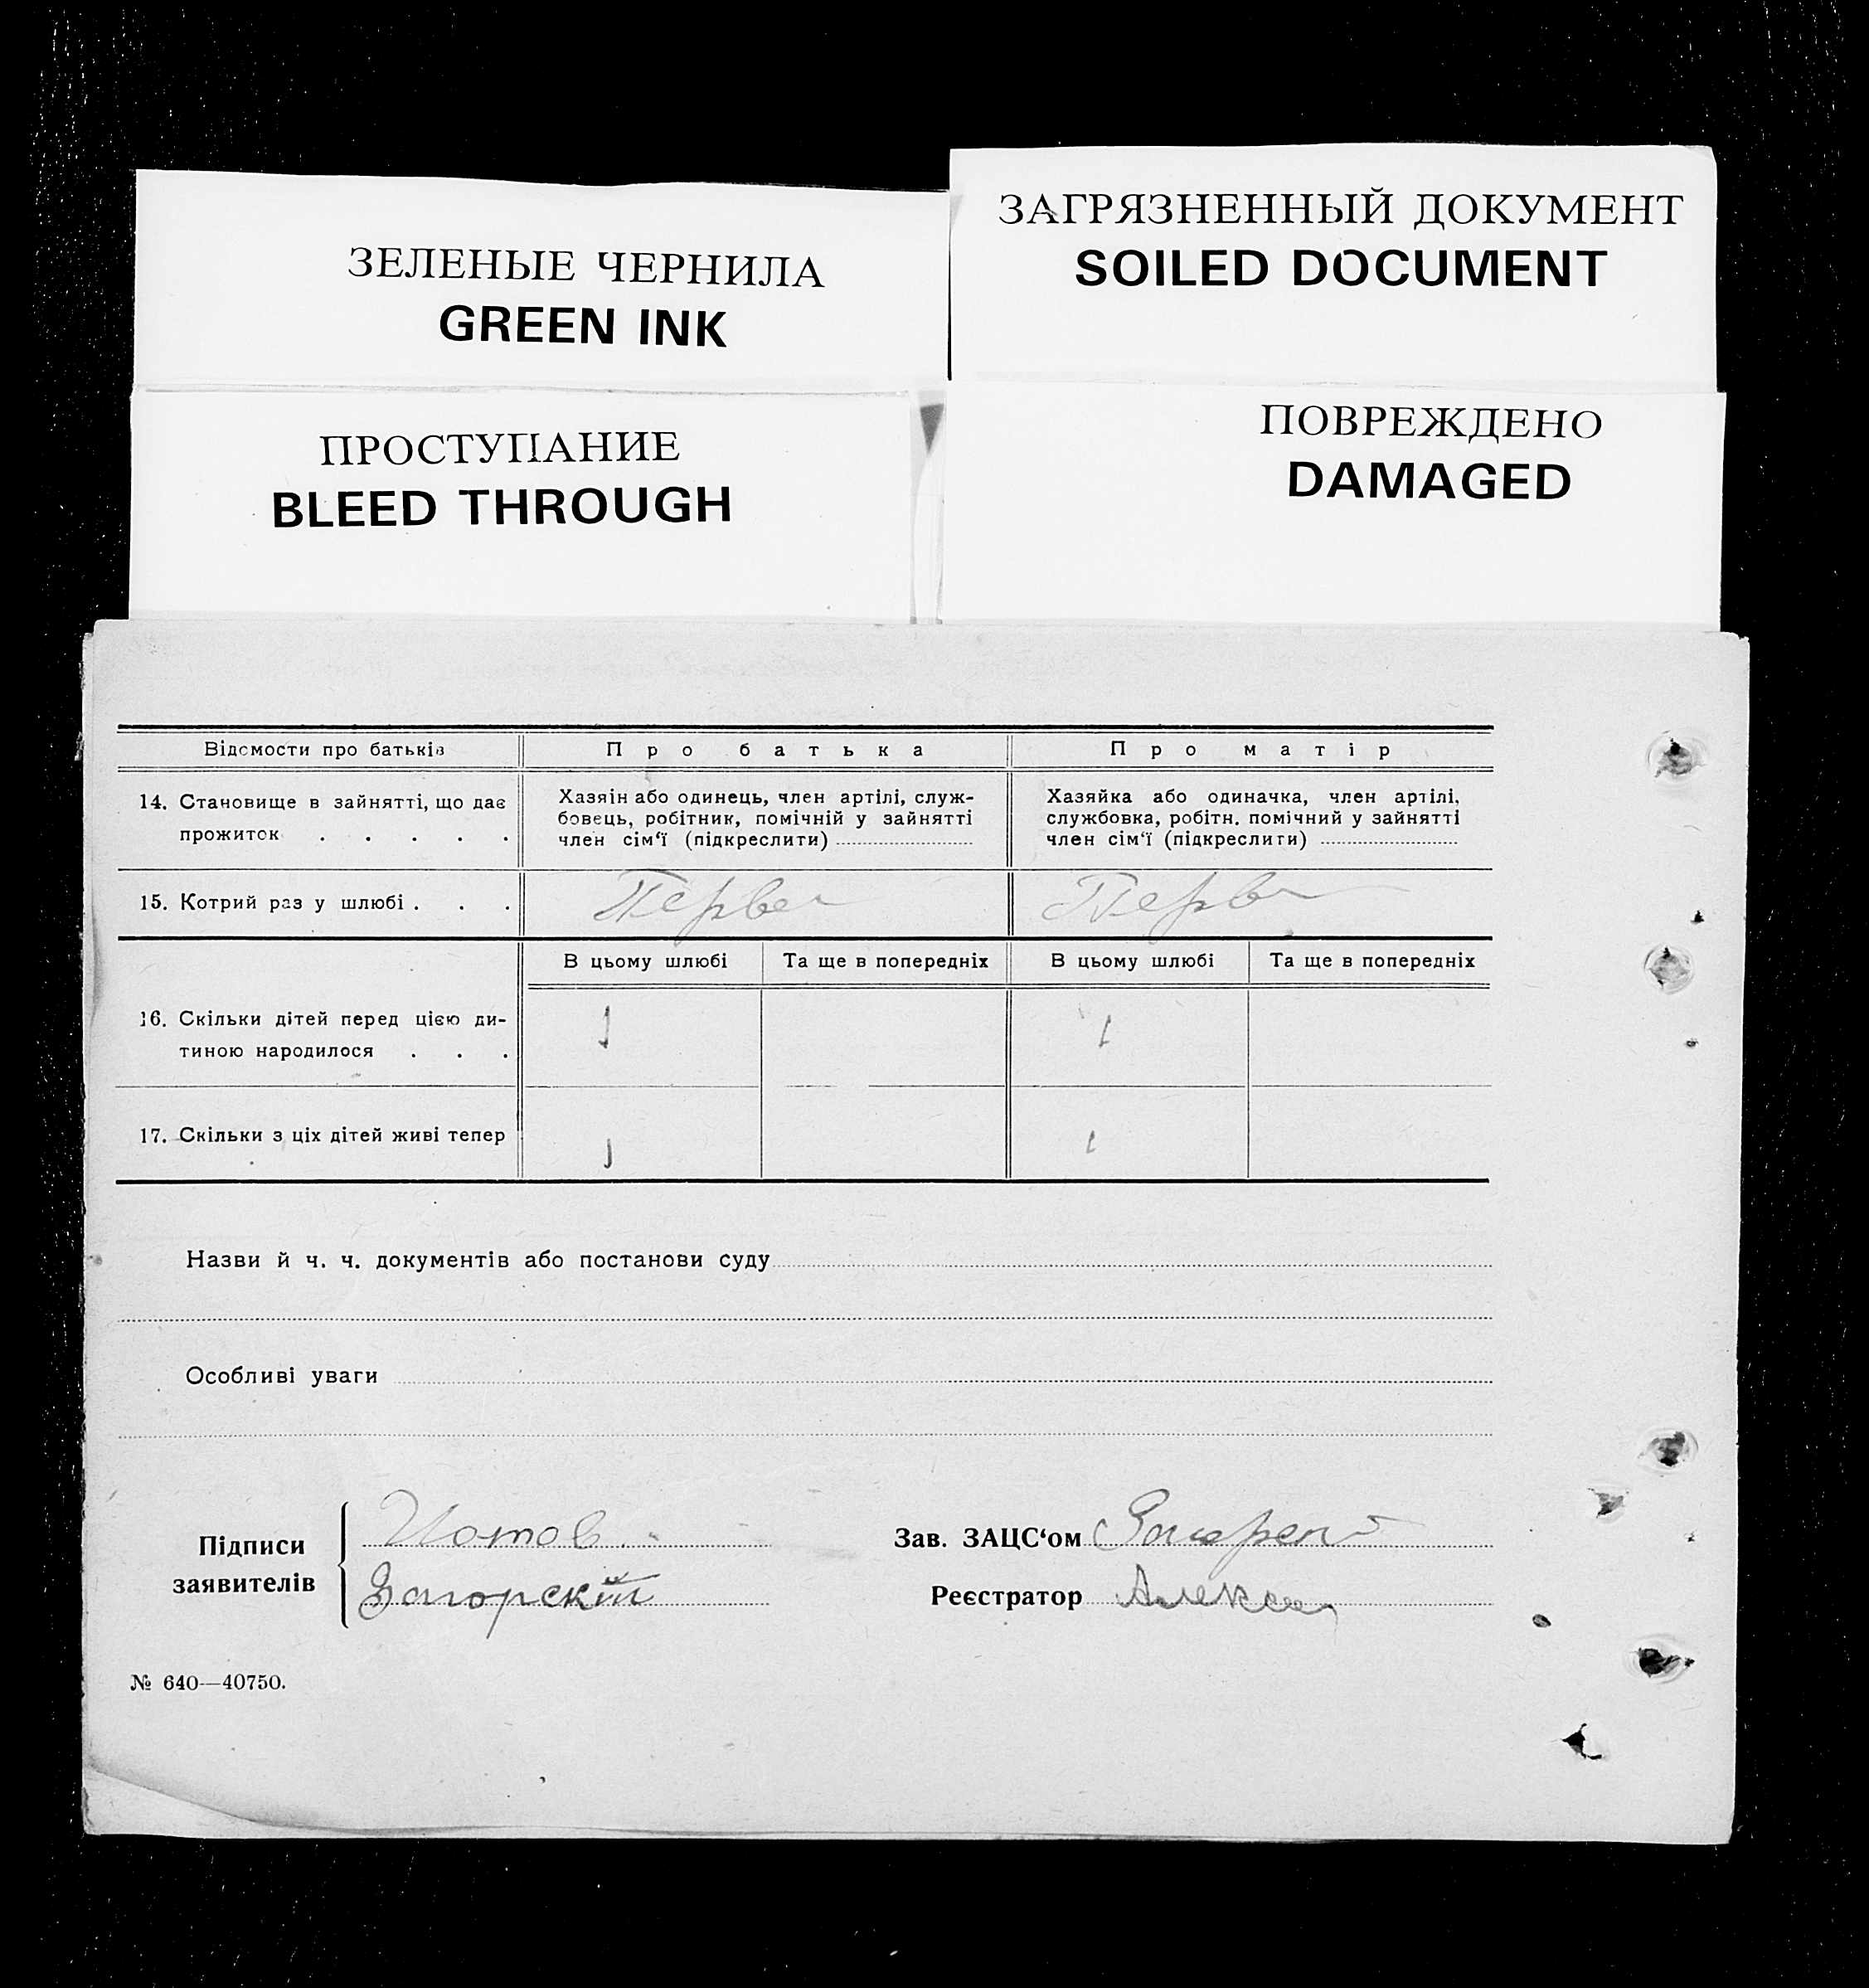 ЗЕЛЕНЫЕ ЧЕРНИЛА
GREEN INK
ЗАГРЯЗНЕННЫЙ ДОКУМЕНТ
SOILED DOCUMENT
ПРОСТУПАНИЕ
BLEED THROUGH
ПОВРЕЖДЕНО
DAMAGED
Відомости про батьків Про батька Про матір
14. Становище в зайнятті, що дає прожиток . . . . .
Хазяін або одинець, член артілі, служ-
бовець, робітник, помічній у зайнятті
член сім‘ї (підкреслити)
Хазяйка або одиначка, член артілі,
службовка, робітн. помічний у зайнятті
член сім‘ї (підкреслити)
15. Котрий раз у шлюбі . . .
В цьому шлюбі Та ще в попередніх В цьому шлюбі Та ще в попередніх
16. Скільки дітей перед цією ди-
тиною народилося . . . 1 1
17. Скільки з ціх дітей живі тепер 1 1
Назви й ч. ч. документів або постанови суду
Особливі уваги
Підписи
заявителів
Загорский
Зав. ЗАЦС‘ом
Реєстратор
№ 640—40750.